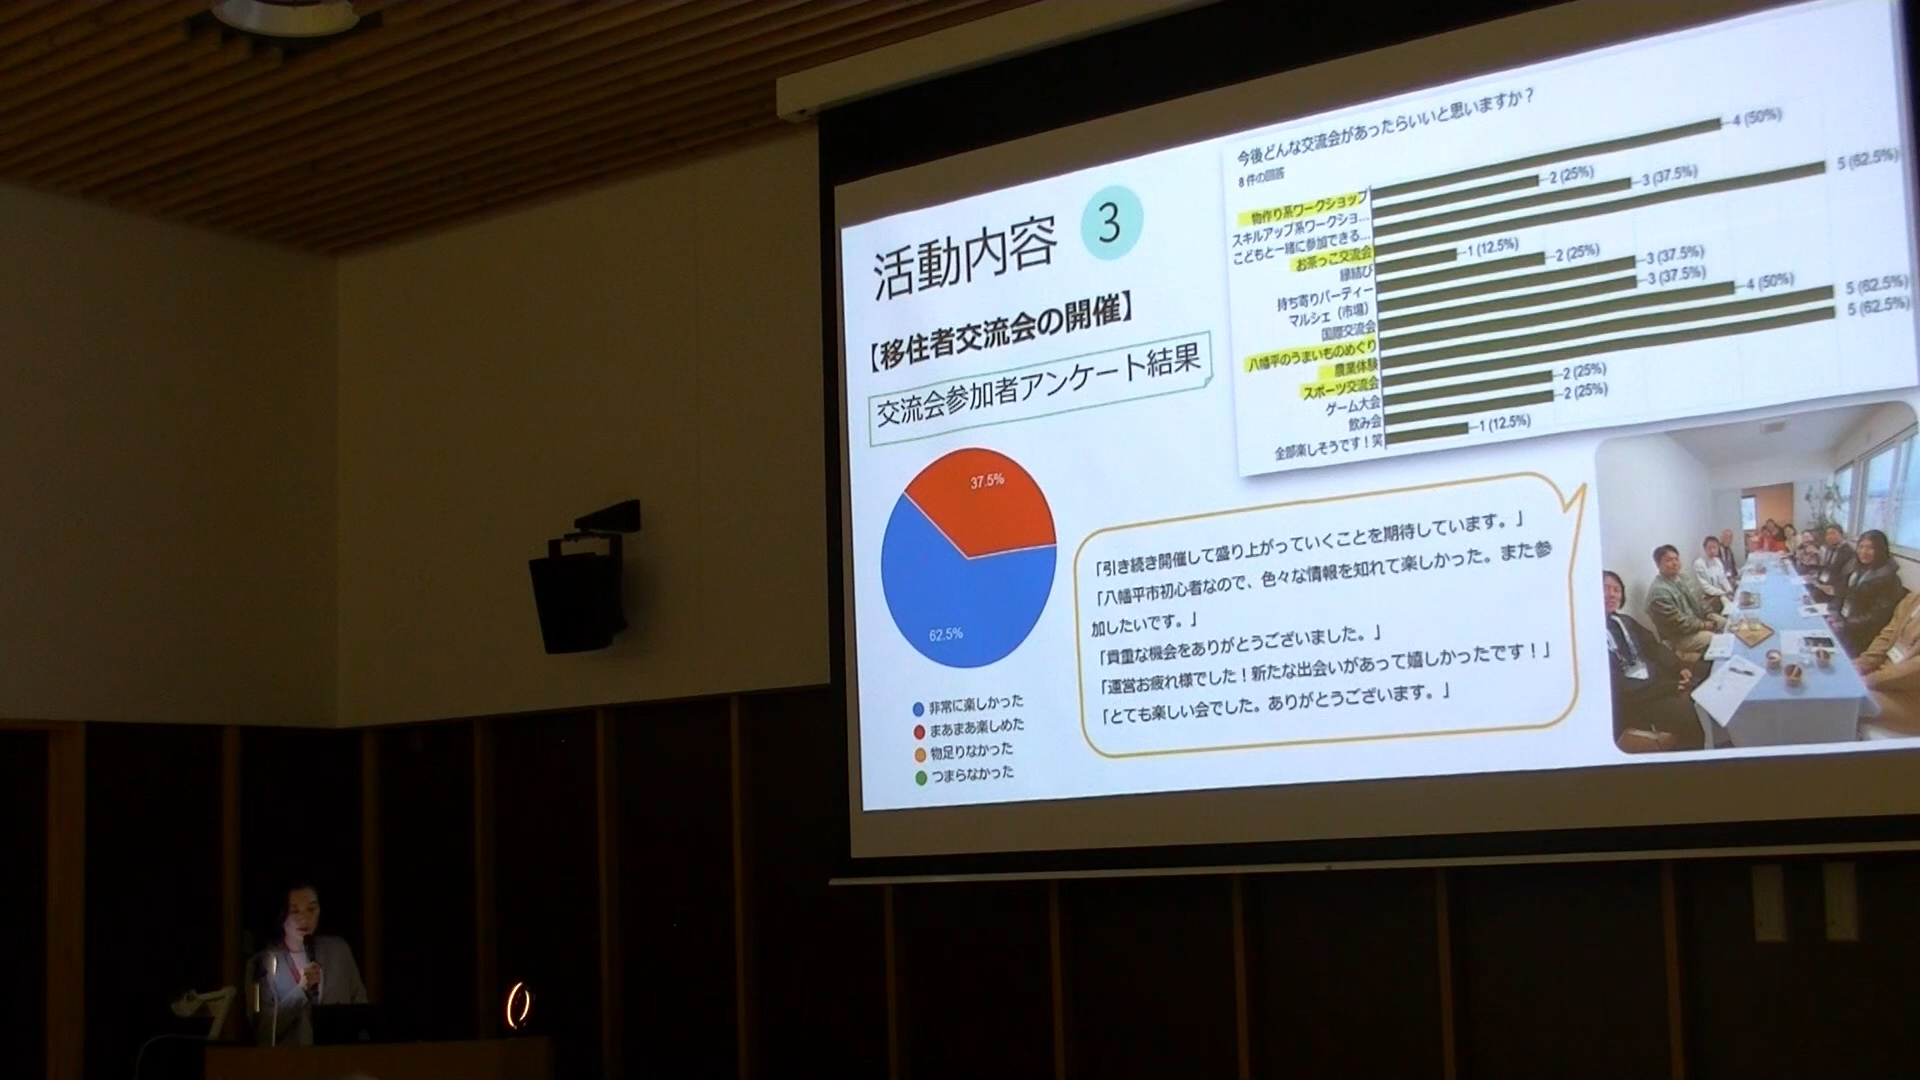 活動内容 3
【移住者交流会の開催】
交流会参加者アンケート結果
37.5%
62.5%
非常に楽しかった
まあまあ楽しめた
物足りなかった
つまらなかった
今後どんな交流会があったらいいと思いますか？
8 件の回答
物作り系ワークショップ 4 (50%)
スキルアップ系ワークショ... 2 (25%)
こどもと一緒に参加できる... 3 (37.5%)
お茶っこ交流会 5 (62.5%)
縁結び 1 (12.5%)
持ち寄りパーティー 2 (25%)
マルシェ（市場） 3 (37.5%)
国際交流会 3 (37.5%)
八幡平のうまいものめぐり 4 (50%)
農業体験 5 (62.5%)
スポーツ交流会 5 (62.5%)
ゲーム大会 2 (25%)
飲み会 2 (25%)
全部楽しそうです！笑 1 (12.5%)
「引き続き開催して盛り上がっていくことを期待しています。」
「八幡平市初心者なので、色々な情報を知れて楽しかった。また参
加したいです。」
「貴重な機会をありがとうございました。」
「運営お疲れ様でした！新たな出会いがあって嬉しかったです！」
「とても楽しい会でした。ありがとうございます。」